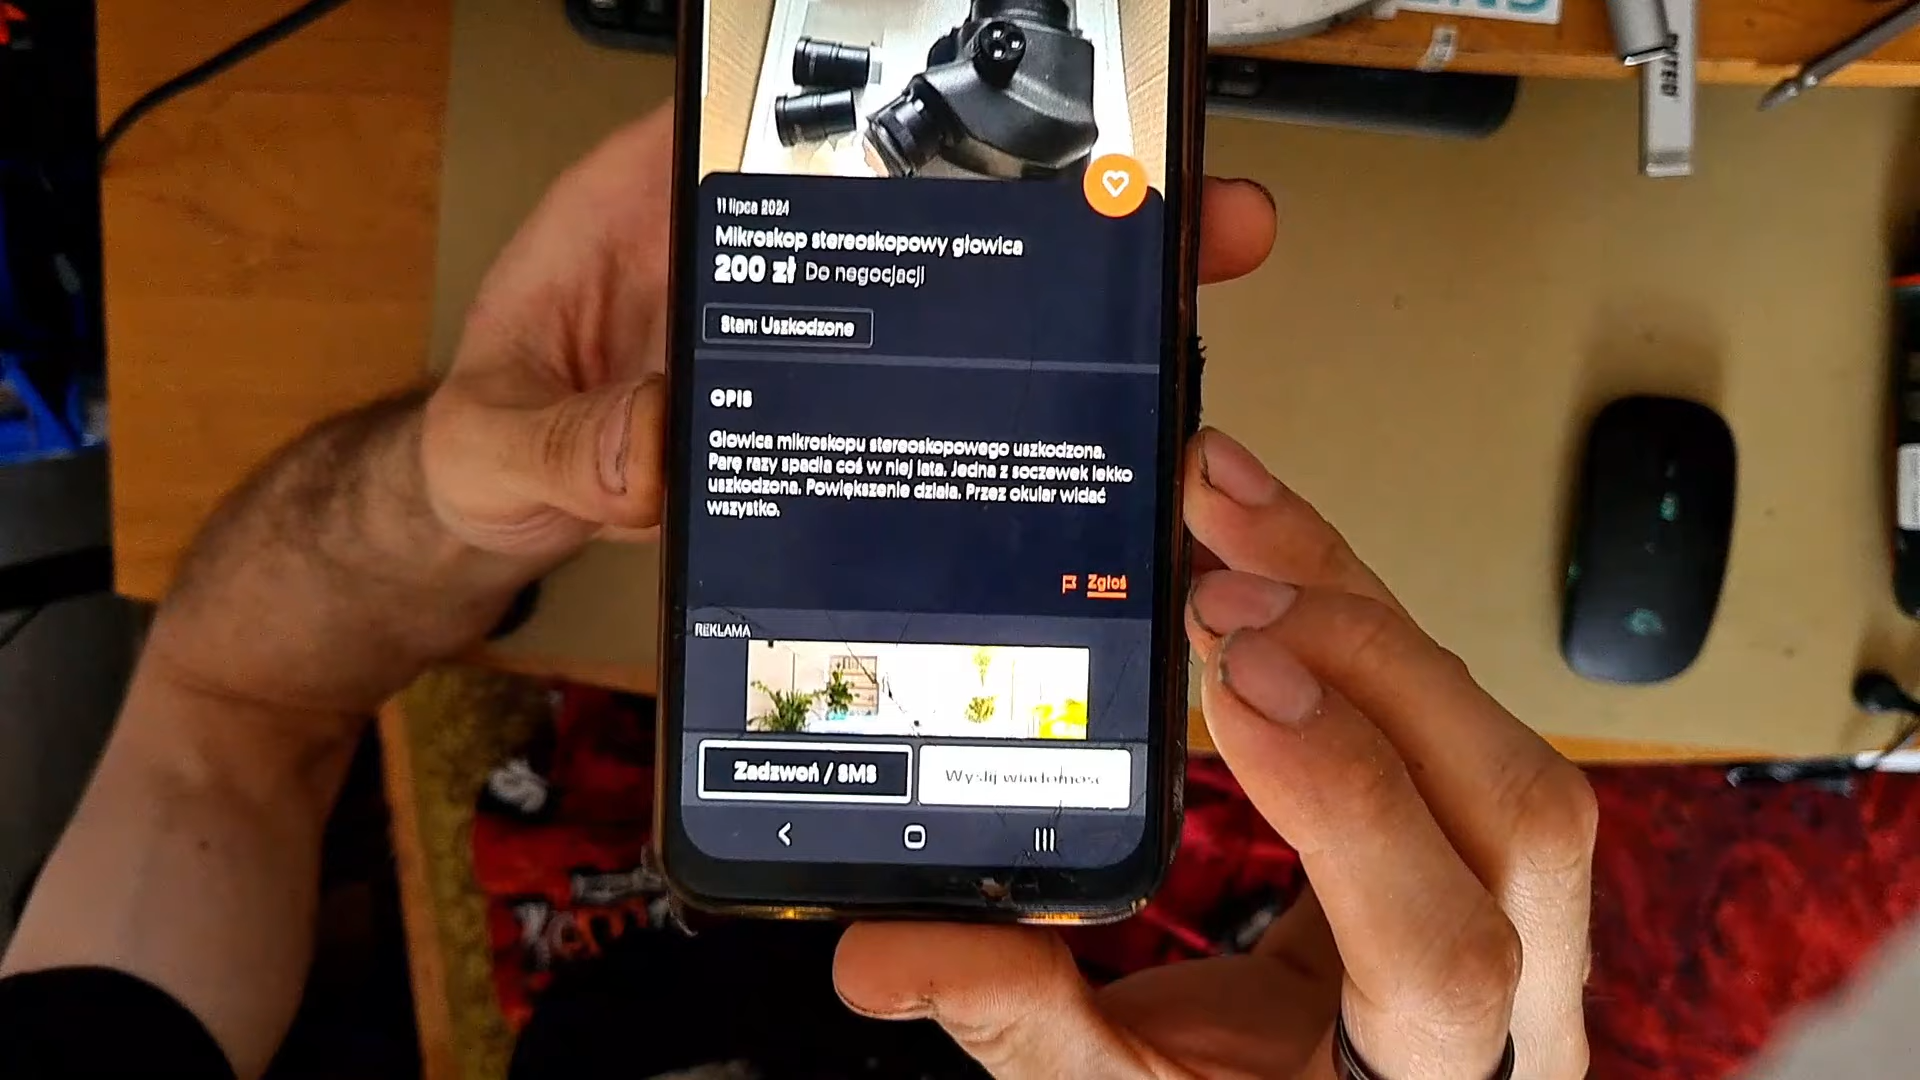 11 lipca 2024
Mikroskop stereoskopowy głowica
200 zł Do negocjacji
Stan: Uszkodzone
OPIS
Głowica mikroskopu stereoskopowego uszkodzona.
Parę razy spadła coś w niej lata. Jedna z soczewek lekko
uszkodzona. Powiększenie działa. Przez okular widać
wszystko.
Zgłoś
REKLAMA
Zadzwoń / SMS
Wyślij wiadomość